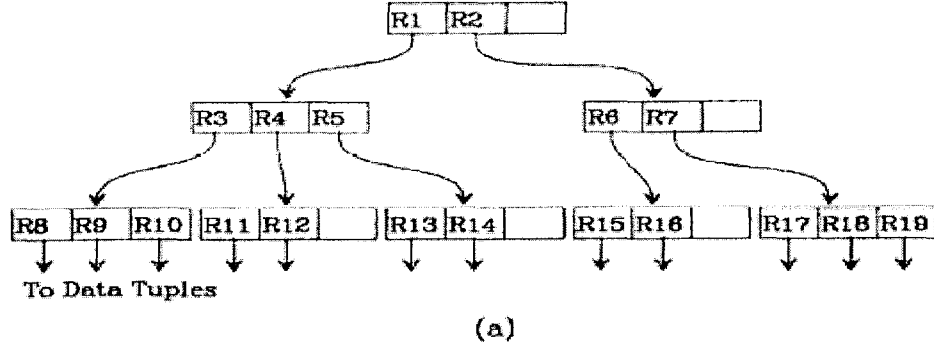 R1 R2
R3 R4 R5 R6 R7
R8 R9 R10 R11 R12 R13 R14 R15 R16 R17 R18 R19
To Data Tuples
(a)